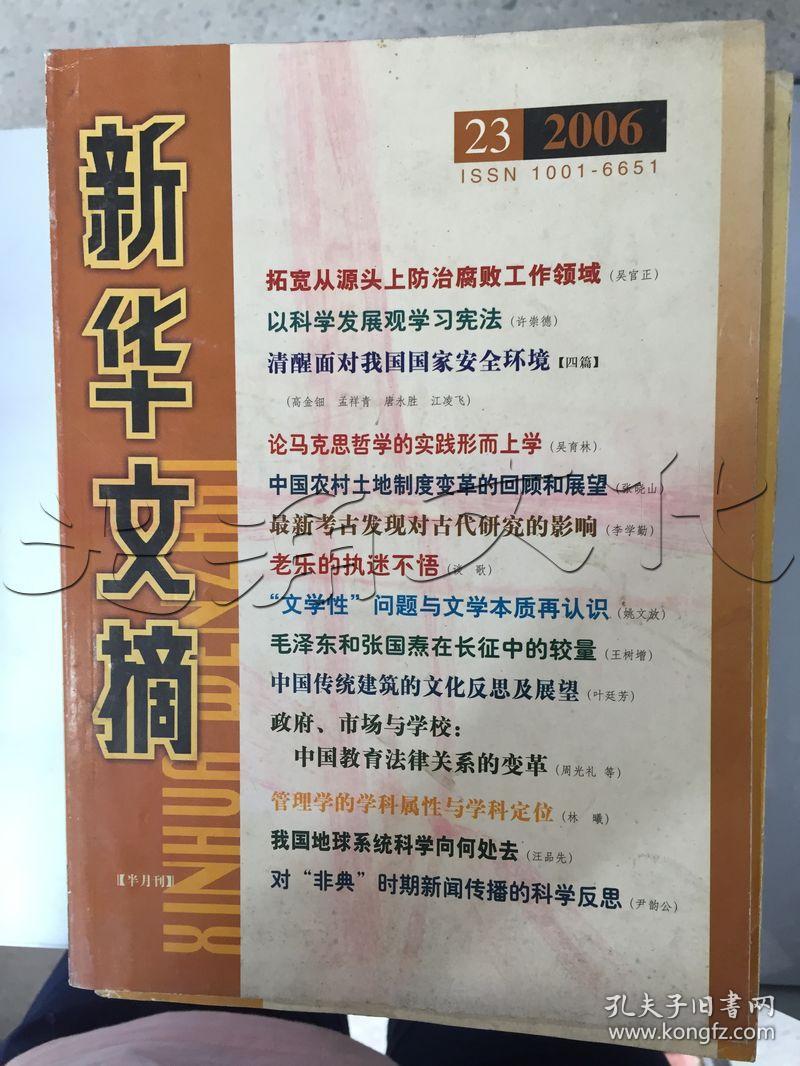 新华文摘
XINHUA WENZHAI
【半月刊】
23 2006
ISSN 1001-6651
拓宽从源头上防治腐败工作领域（吴官正）
以科学发展观学习宪法（许崇德）
清醒面对我国国家安全环境【四篇】
（高金钿 孟祥青 唐永胜 江凌飞）
论马克思哲学的实践形而上学（吴育林）
中国农村土地制度变革的回顾和展望（张晓山）
最新考古发现对古代研究的影响（李学勤）
老乐的执迷不悟（谈 歌）
“文学性”问题与文学本质再认识（姚文放）
毛泽东和张国焘在长征中的较量（王树增）
中国传统建筑的文化反思及展望（叶廷芳）
政府、市场与学校：
中国教育法律关系的变革（周光礼 等）
管理学的学科属性与学科定位（林 曦）
我国地球系统科学向何处去（汪品先）
对“非典”时期新闻传播的科学反思（尹韵公）
孔夫子旧书网
www.kongfz.com